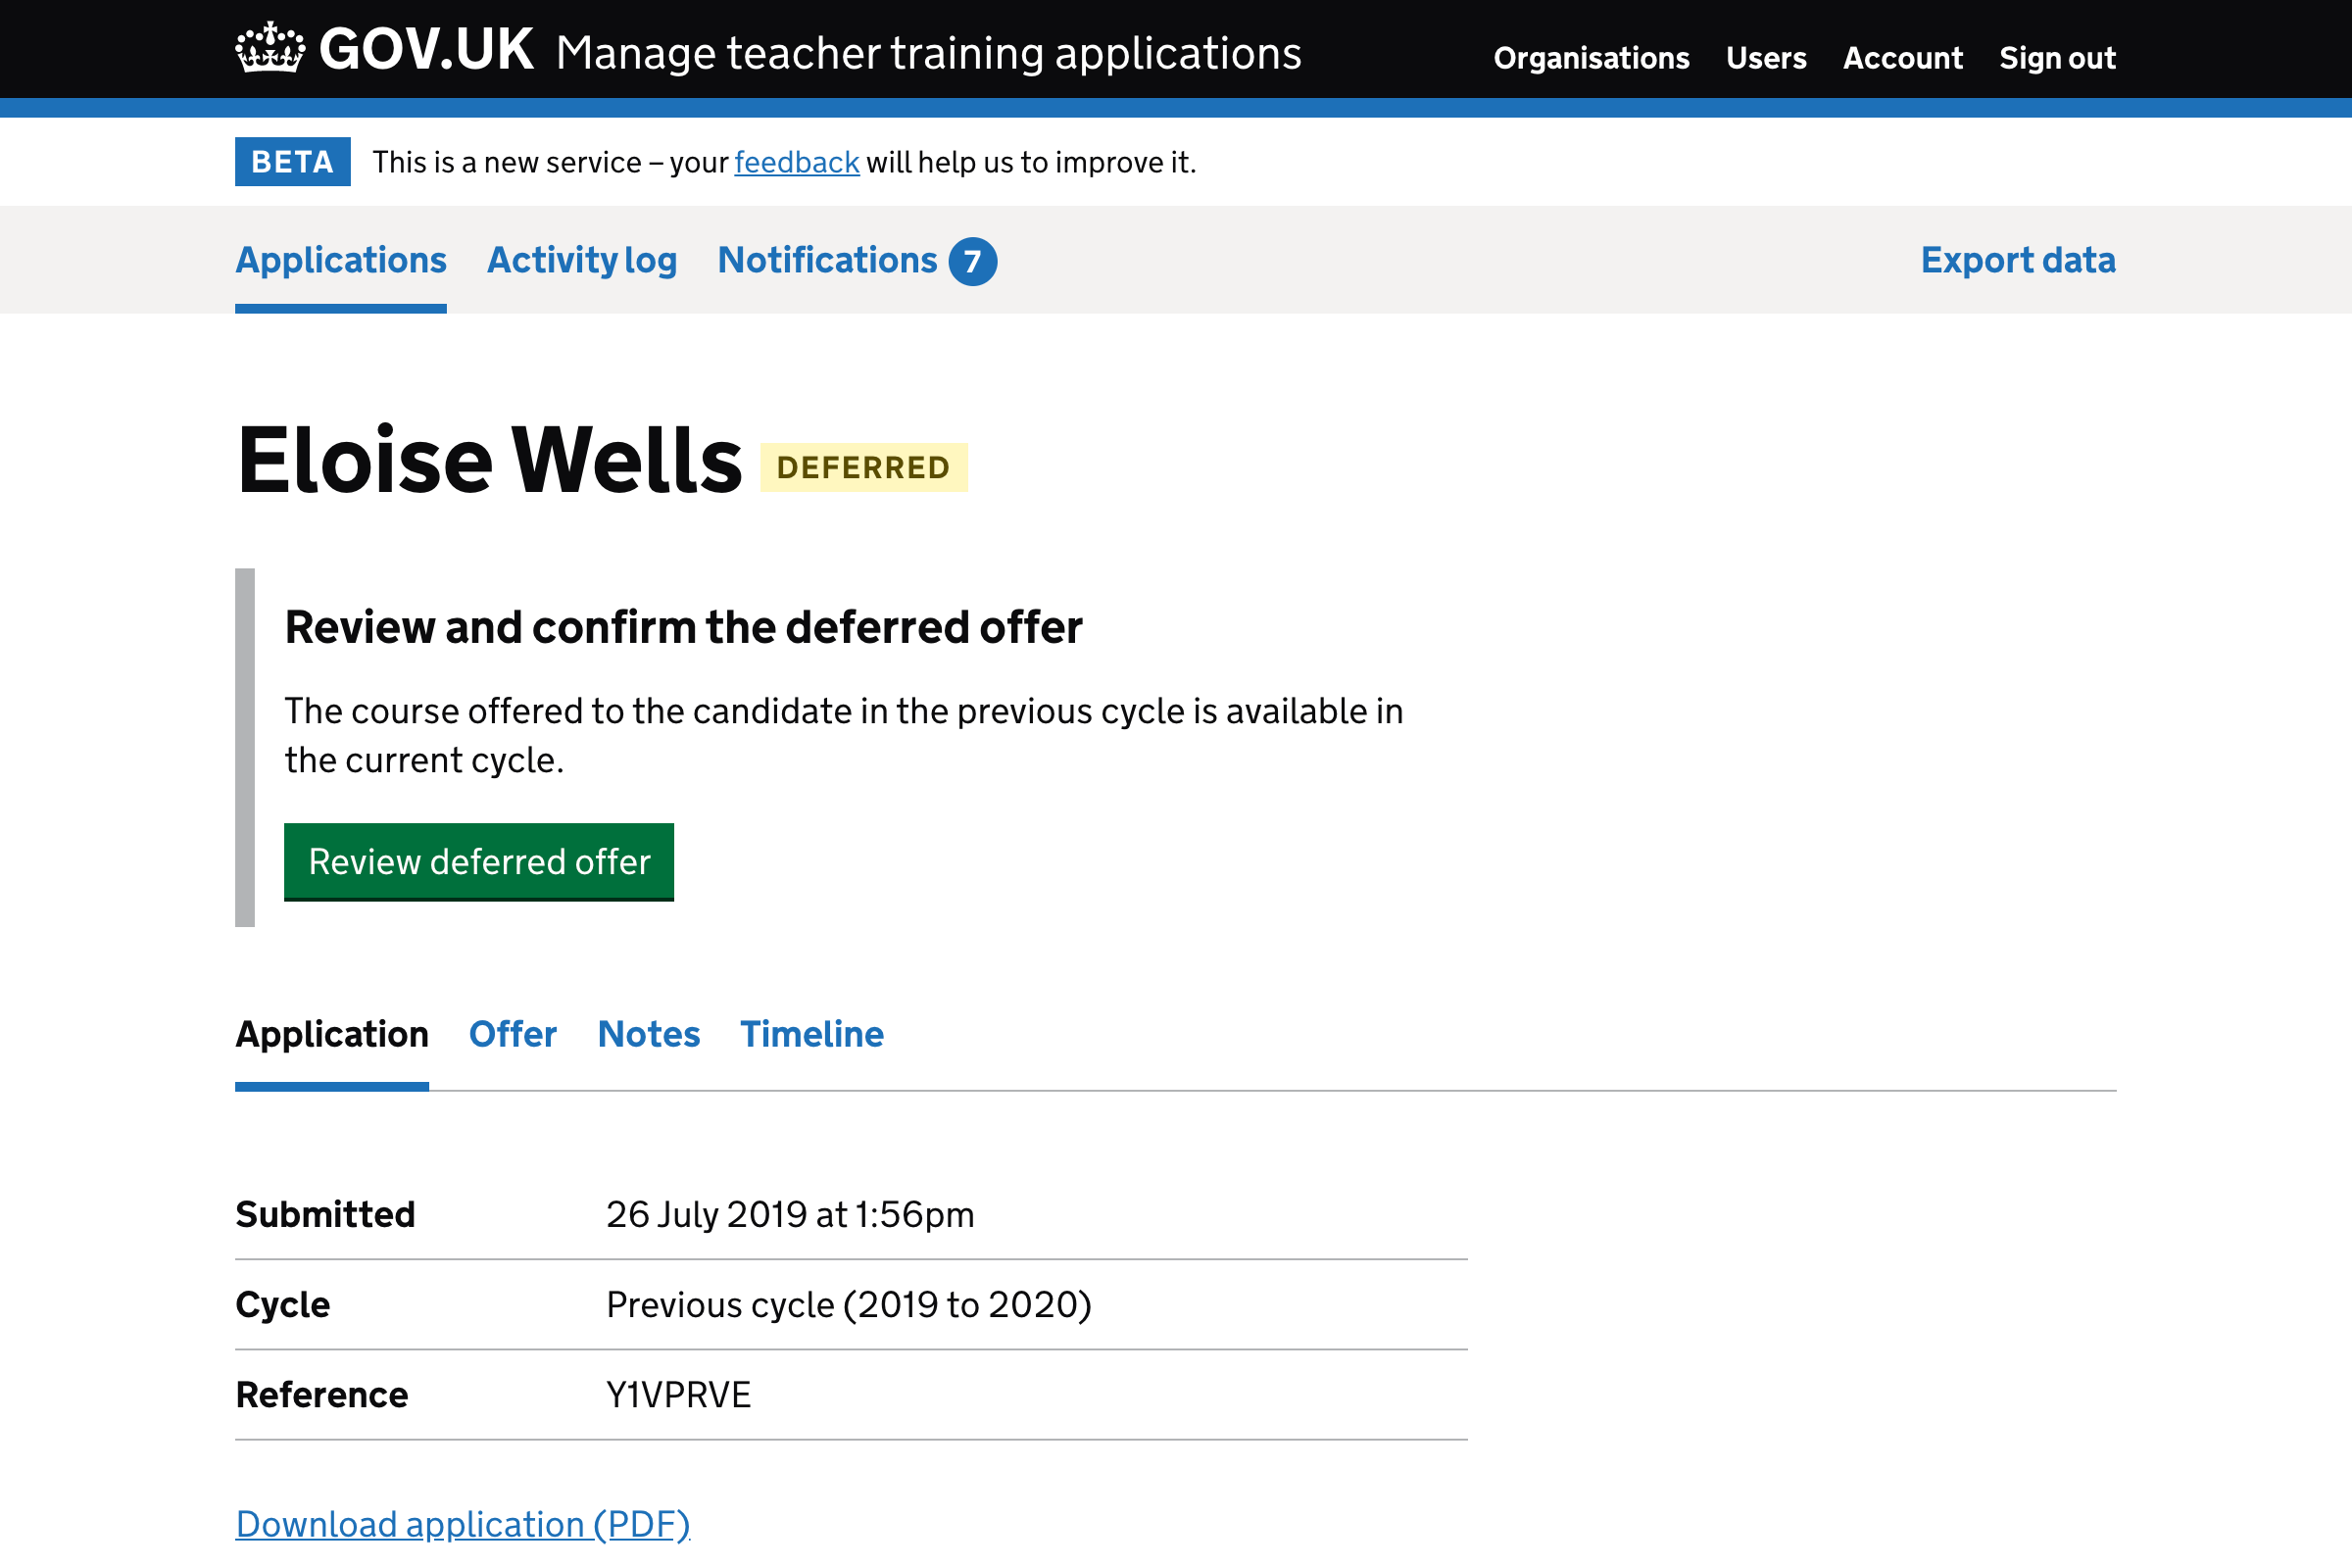 GOV.UK Manage teacher training applications Organisations Users Account Sign out
BETA This is a new service – your feedback will help us to improve it.
Applications Activity log Notifications 7 Export data
Eloise Wells DEFERRED
Review and confirm the deferred offer
The course offered to the candidate in the previous cycle is available in
the current cycle.
Review deferred offer
Application Offer Notes Timeline
Submitted 26 July 2019 at 1:56pm
Cycle Previous cycle (2019 to 2020)
Reference Y1VPRVE
Download application (PDF)